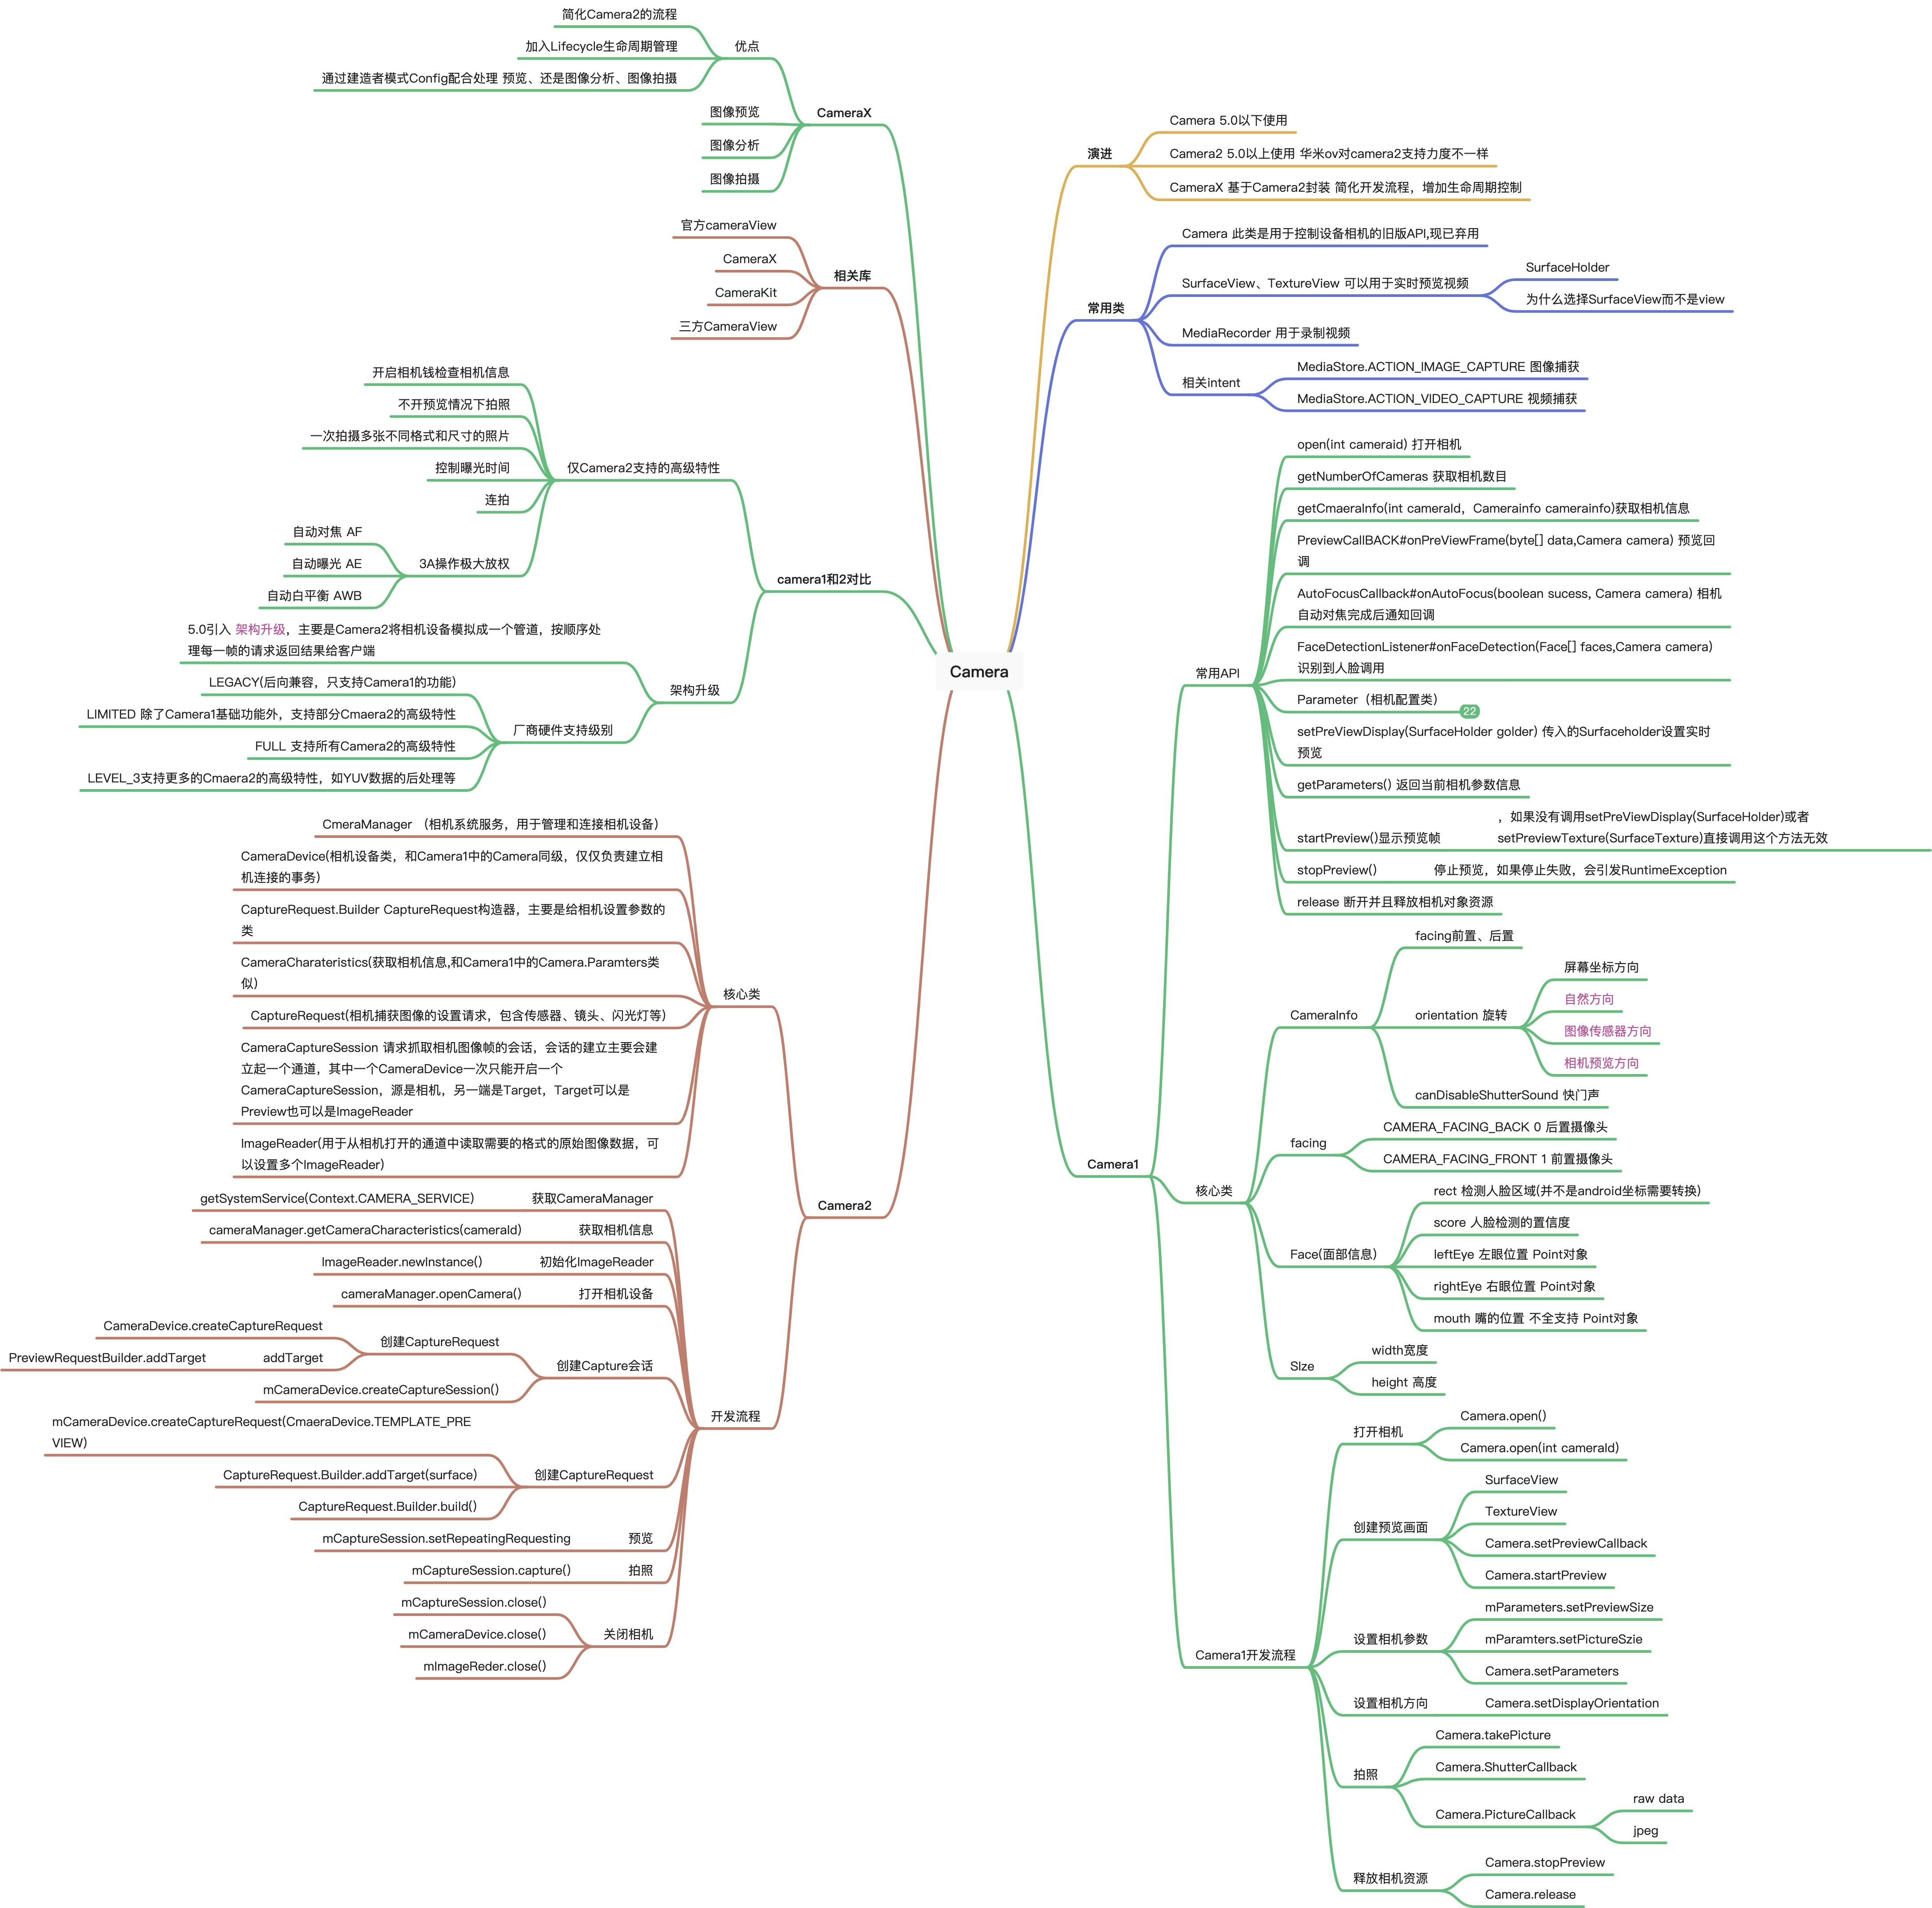 Camera
演进
Camera 5.0以下使用
Camera2 5.0以上使用 华米ov对camera2支持力度不一样
CameraX 基于Camera2封装 简化开发流程，增加生命周期控制
常用类
Camera 此类是用于控制设备相机的旧版API,现已弃用
SurfaceView、TextureView 可以用于实时预览视频
SurfaceHolder
为什么选择SurfaceView而不是view
MediaRecorder 用于录制视频
相关intent
MediaStore.ACTION_IMAGE_CAPTURE 图像捕获
MediaStore.ACTION_VIDEO_CAPTURE 视频捕获
Camera1
常用API
open(int cameraid) 打开相机
getNumberOfCameras 获取相机数目
getCmaeraInfo(int cameraId，Camerainfo camerainfo)获取相机信息
PreviewCallBACK#onPreViewFrame(byte[] data,Camera camera) 预览回
调
AutoFocusCallback#onAutoFocus(boolean sucess, Camera camera) 相机
自动对焦完成后通知回调
FaceDetectionListener#onFaceDetection(Face[] faces,Camera camera)
识别到人脸调用
Parameter（相机配置类）
22
setPreViewDisplay(SurfaceHolder golder) 传入的Surfaceholder设置实时
预览
getParameters() 返回当前相机参数信息
startPreview()显示预览帧
，如果没有调用setPreViewDisplay(SurfaceHolder)或者
setPreviewTexture(SurfaceTexture)直接调用这个方法无效
stopPreview()
停止预览，如果停止失败，会引发RuntimeException
release 断开并且释放相机对象资源
核心类
CameraInfo
facing前置、后置
orientation 旋转
屏幕坐标方向
自然方向
图像传感器方向
相机预览方向
canDisableShutterSound 快门声
facing
CAMERA_FACING_BACK 0 后置摄像头
CAMERA_FACING_FRONT 1 前置摄像头
Face(面部信息)
rect 检测人脸区域(并不是android坐标需要转换)
score 人脸检测的置信度
leftEye 左眼位置 Point对象
rightEye 右眼位置 Point对象
mouth 嘴的位置 不全支持 Point对象
SIze
width宽度
height 高度
Camera1开发流程
打开相机
Camera.open()
Camera.open(int cameraId)
创建预览画面
SurfaceView
TextureView
Camera.setPreviewCallback
Camera.startPreview
设置相机参数
mParameters.setPreviewSize
mParamters.setPictureSzie
Camera.setParameters
设置相机方向
Camera.setDisplayOrientation
拍照
Camera.takePicture
Camera.ShutterCallback
Camera.PictureCallback
raw data
jpeg
释放相机资源
Camera.stopPreview
Camera.release
CameraX
优点
简化Camera2的流程
加入Lifecycle生命周期管理
通过建造者模式Config配合处理 预览、还是图像分析、图像拍摄
图像预览
图像分析
图像拍摄
相关库
官方cameraView
CameraX
CameraKit
三方CameraView
camera1和2对比
仅Camera2支持的高级特性
开启相机钱检查相机信息
不开预览情况下拍照
一次拍摄多张不同格式和尺寸的照片
控制曝光时间
连拍
3A操作极大放权
自动对焦 AF
自动曝光 AE
自动白平衡 AWB
架构升级
5.0引入 架构升级，主要是Camera2将相机设备模拟成一个管道，按顺序处
理每一帧的请求返回结果给客户端
厂商硬件支持级别
LEGACY(后向兼容，只支持Camera1的功能)
LIMITED 除了Camera1基础功能外，支持部分Cmaera2的高级特性
FULL 支持所有Camera2的高级特性
LEVEL_3支持更多的Cmaera2的高级特性，如YUV数据的后处理等
Camera2
核心类
CmeraManager （相机系统服务，用于管理和连接相机设备）
CameraDevice(相机设备类，和Camera1中的Camera同级，仅仅负责建立相
机连接的事务)
CaptureRequest.Builder CaptureRequest构造器，主要是给相机设置参数的
类
CameraCharateristics(获取相机信息,和Camera1中的Camera.Paramters类
似)
CaptureRequest(相机捕获图像的设置请求，包含传感器、镜头、闪光灯等)
CameraCaptureSession 请求抓取相机图像帧的会话，会话的建立主要会建
立起一个通道，其中一个CameraDevice一次只能开启一个
CameraCaptureSession，源是相机，另一端是Target，Target可以是
Preview也可以是ImageReader
ImageReader(用于从相机打开的通道中读取需要的格式的原始图像数据，可
以设置多个ImageReader)
开发流程
获取CameraManager
getSystemService(Context.CAMERA_SERVICE)
获取相机信息
cameraManager.getCameraCharacteristics(cameraId)
初始化ImageReader
ImageReader.newInstance()
打开相机设备
cameraManager.openCamera()
创建Capture会话
创建CaptureRequest
CameraDevice.createCaptureRequest
addTarget
PreviewRequestBuilder.addTarget
mCameraDevice.createCaptureSession()
创建CaptureRequest
mCameraDevice.createCaptureRequest(CmaeraDevice.TEMPLATE_PRE
VIEW)
CaptureRequest.Builder.addTarget(surface)
CaptureRequest.Builder.build()
预览
mCaptureSession.setRepeatingRequesting
拍照
mCaptureSession.capture()
关闭相机
mCaptureSession.close()
mCameraDevice.close()
mImageReder.close()